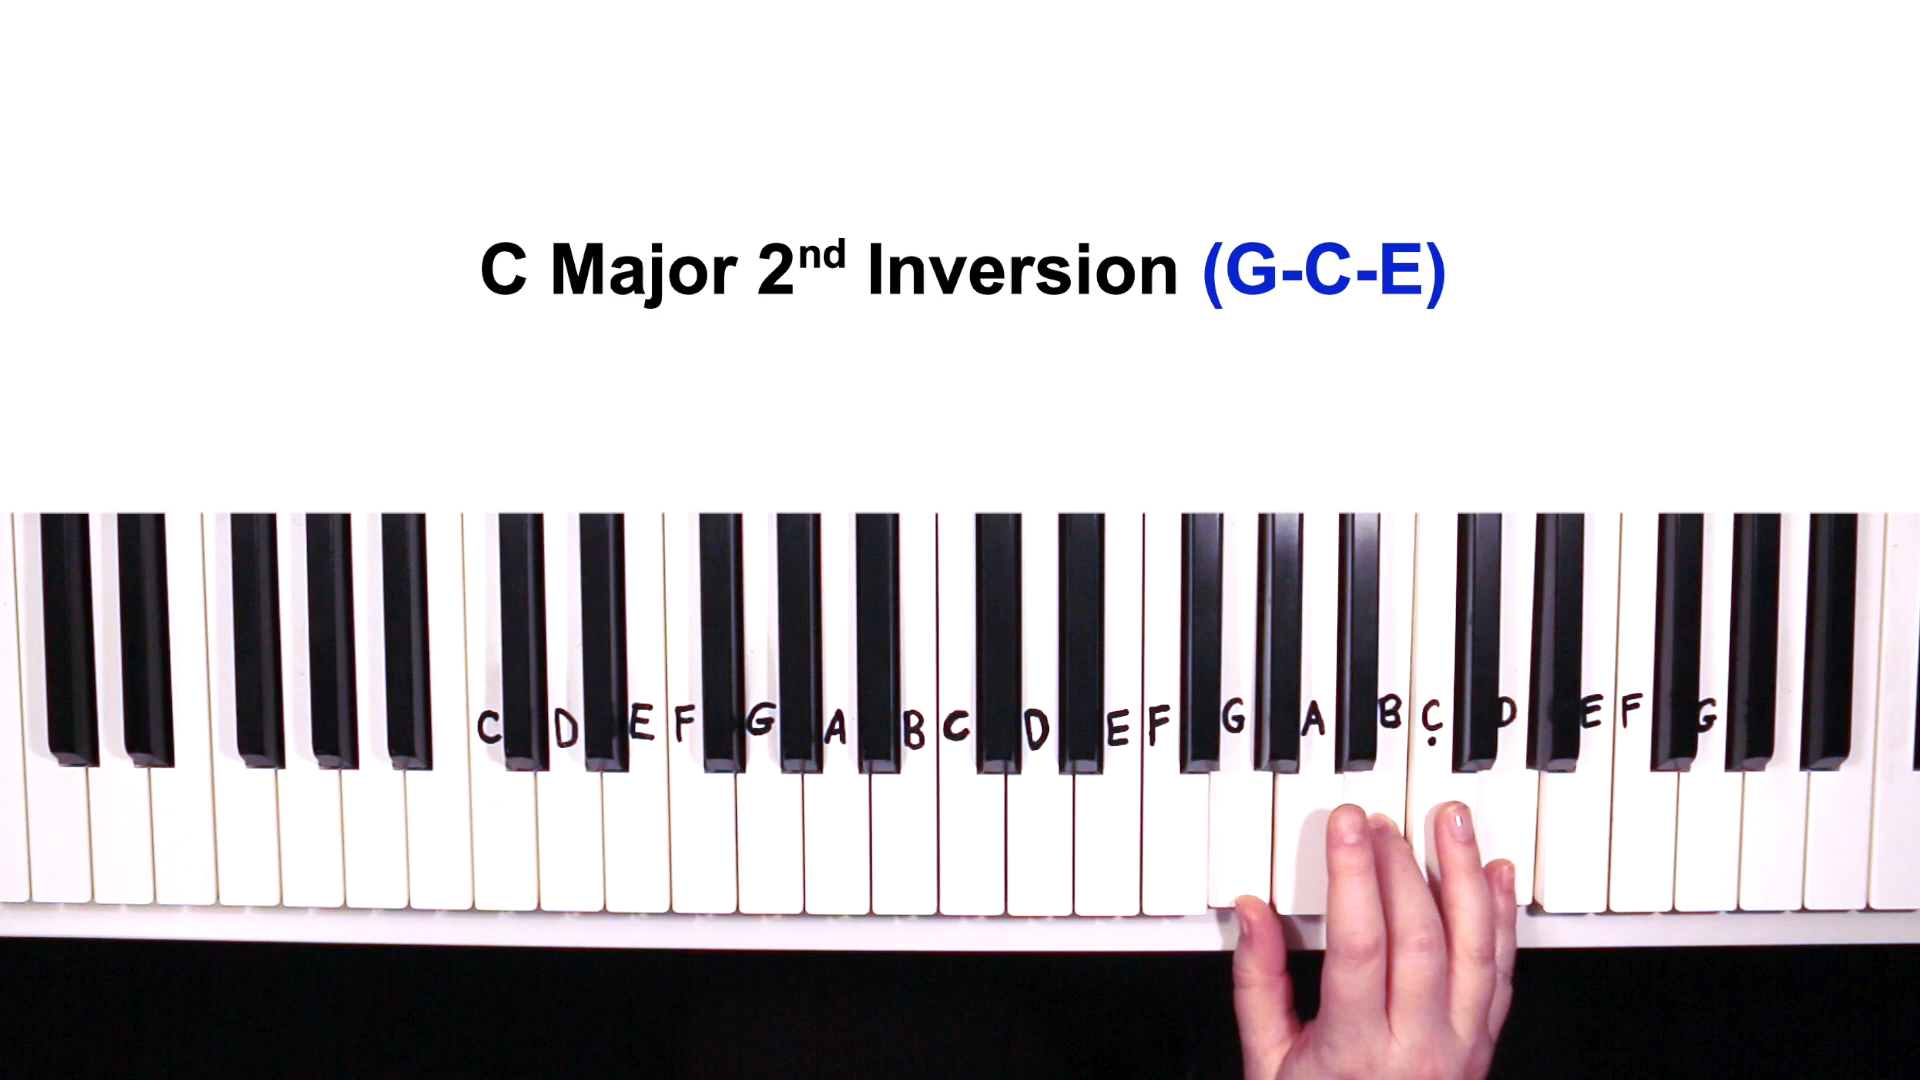 C Major 2nd Inversion (G-C-E)
C D E F G A B C D E F G A B C D E F G